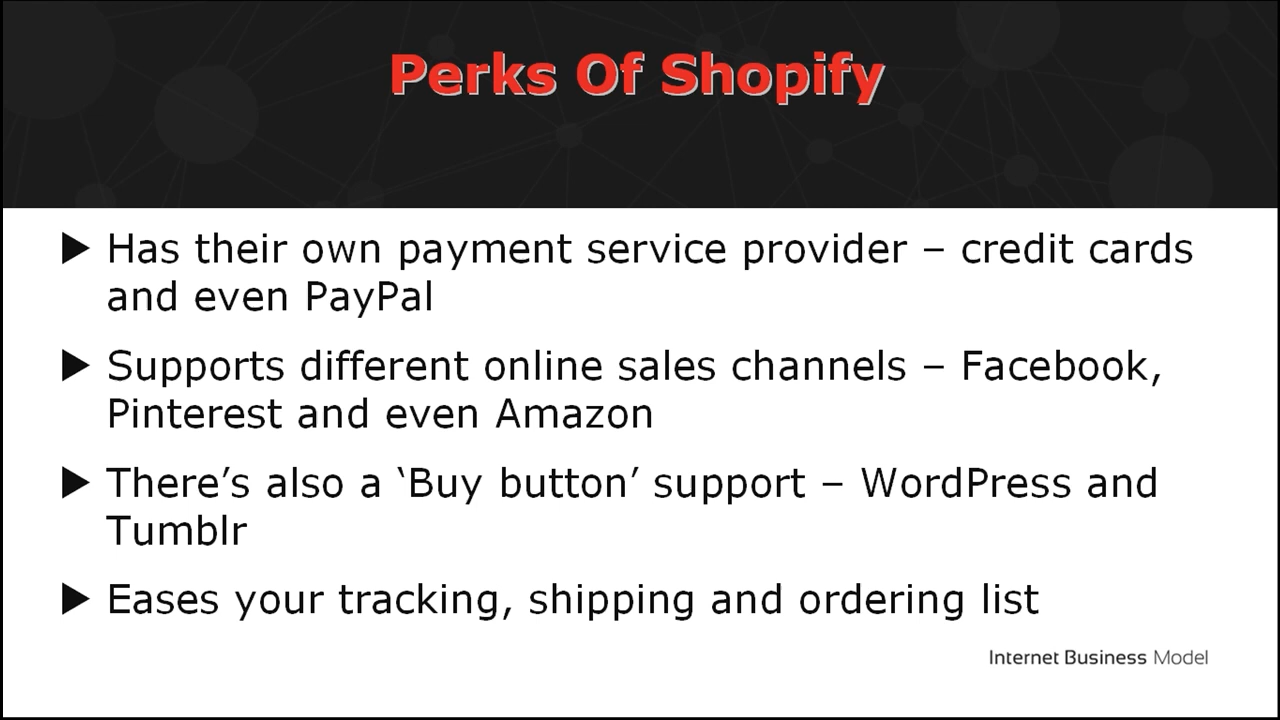 Perks Of Shopify
▶ Has their own payment service provider – credit cards
and even PayPal
▶ Supports different online sales channels – Facebook,
Pinterest and even Amazon
▶ There’s also a ‘Buy button’ support – WordPress and
Tumblr
▶ Eases your tracking, shipping and ordering list
Internet Business Model